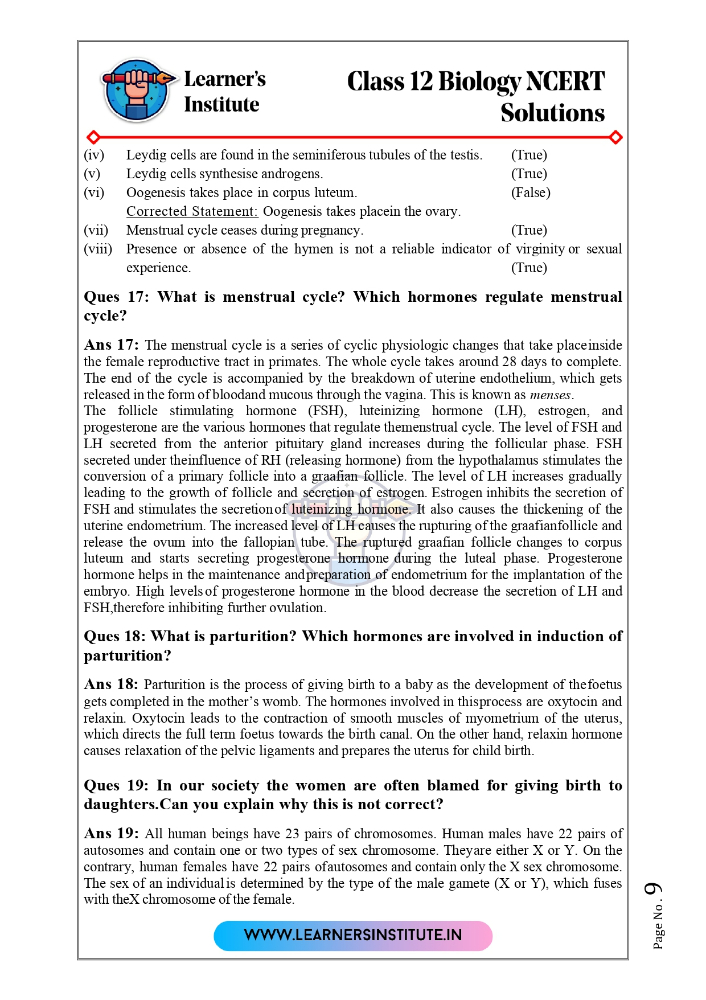 Learner's
Institute
Class 12 Biology NCERT
Solutions
(iv) Leydig cells are found in the seminiferous tubules of the testis. (True)
(v) Leydig cells synthesise androgens. (True)
(vi) Oogenesis takes place in corpus luteum. (False)
Corrected Statement: Oogenesis takes placein the ovary.
(vii) Menstrual cycle ceases during pregnancy. (True)
(viii) Presence or absence of the hymen is not a reliable indicator of virginity or sexual
experience. (True)
Ques 17: What is menstrual cycle? Which hormones regulate menstrual
cycle?
Ans 17: The menstrual cycle is a series of cyclic physiologic changes that take placeinside
the female reproductive tract in primates. The whole cycle takes around 28 days to complete.
The end of the cycle is accompanied by the breakdown of uterine endothelium, which gets
released in the form of bloodand mucous through the vagina. This is known as menses.
The follicle stimulating hormone (FSH), luteinizing hormone (LH), estrogen, and
progesterone are the various hormones that regulate themenstrual cycle. The level of FSH and
LH secreted from the anterior pituitary gland increases during the follicular phase. FSH
secreted under theinfluence of RH (releasing hormone) from the hypothalamus stimulates the
conversion of a primary follicle into a graafian follicle. The level of LH increases gradually
leading to the growth of follicle and secretion of estrogen. Estrogen inhibits the secretion of
FSH and stimulates the secretion of luteinizing hormone. It also causes the thickening of the
uterine endometrium. The increased level of LH causes the rupturing of the graafianfollicle and
release the ovum into the fallopian tube. The ruptured graafian follicle changes to corpus
luteum and starts secreting progesterone hormone during the luteal phase. Progesterone
hormone helps in the maintenance andpreparation of endometrium for the implantation of the
embryo. High levels of progesterone hormone in the blood decrease the secretion of LH and
FSH,therefore inhibiting further ovulation.
Ques 18: What is parturition? Which hormones are involved in induction of
parturition?
Ans 18: Parturition is the process of giving birth to a baby as the development of thefoetus
gets completed in the mother's womb. The hormones involved in thisprocess are oxytocin and
relaxin. Oxytocin leads to the contraction of smooth muscles of myometrium of the uterus,
which directs the full term foetus towards the birth canal. On the other hand, relaxin hormone
causes relaxation of the pelvic ligaments and prepares the uterus for child birth.
Ques 19: In our society the women are often blamed for giving birth to
daughters.Can you explain why this is not correct?
Ans 19: All human beings have 23 pairs of chromosomes. Human males have 22 pairs of
autosomes and contain one or two types of sex chromosome. Theyare either X or Y. On the
contrary, human females have 22 pairs ofautosomes and contain only the X sex chromosome.
The sex of an individual is determined by the type of the male gamete (X or Y), which fuses
with theX chromosome of the female.
WWW.LEARNERSINSTITUTE.IN
Page No. 9